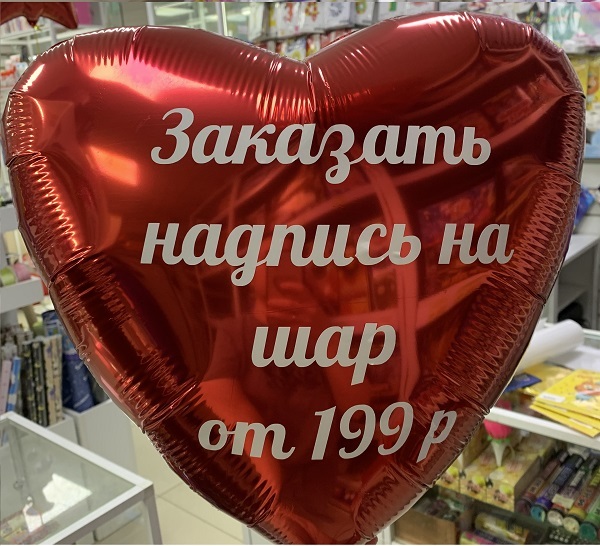 Заказать
надпись на
шар
от 199 р